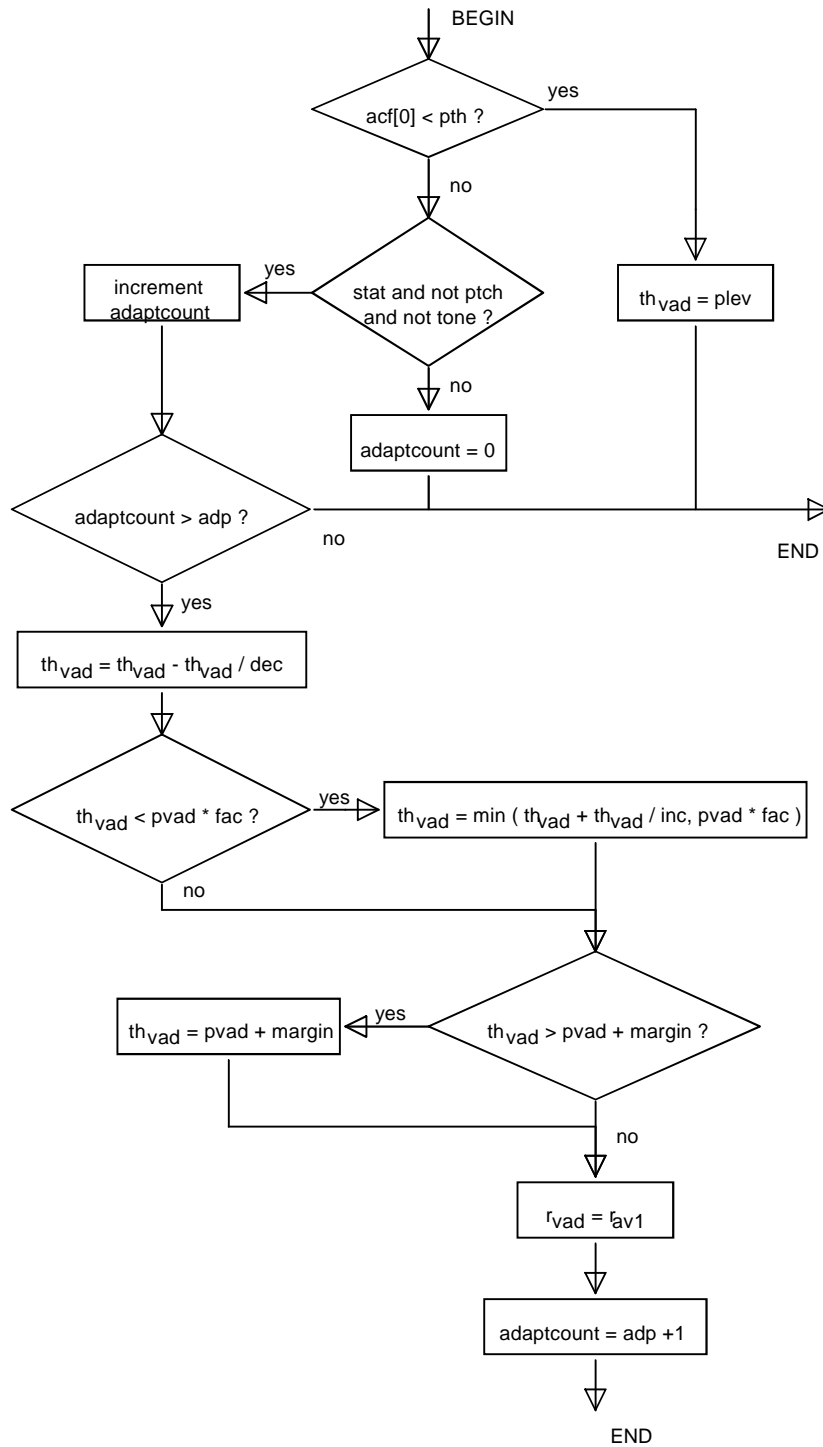 BEGIN
acf[0] < pth ?
yes
no
stat and not ptch
and not tone ?
yes
increment
adaptcount
th_vad = plev
no
adaptcount = 0
adaptcount > adp ?
no
END
yes
th_vad = th_vad - th_vad / dec
th_vad < pvad * fac ?
yes
th_vad = min ( th_vad + th_vad / inc, pvad * fac )
no
th_vad > pvad + margin ?
yes
th_vad = pvad + margin
no
r_vad = r_av1
adaptcount = adp +1
END